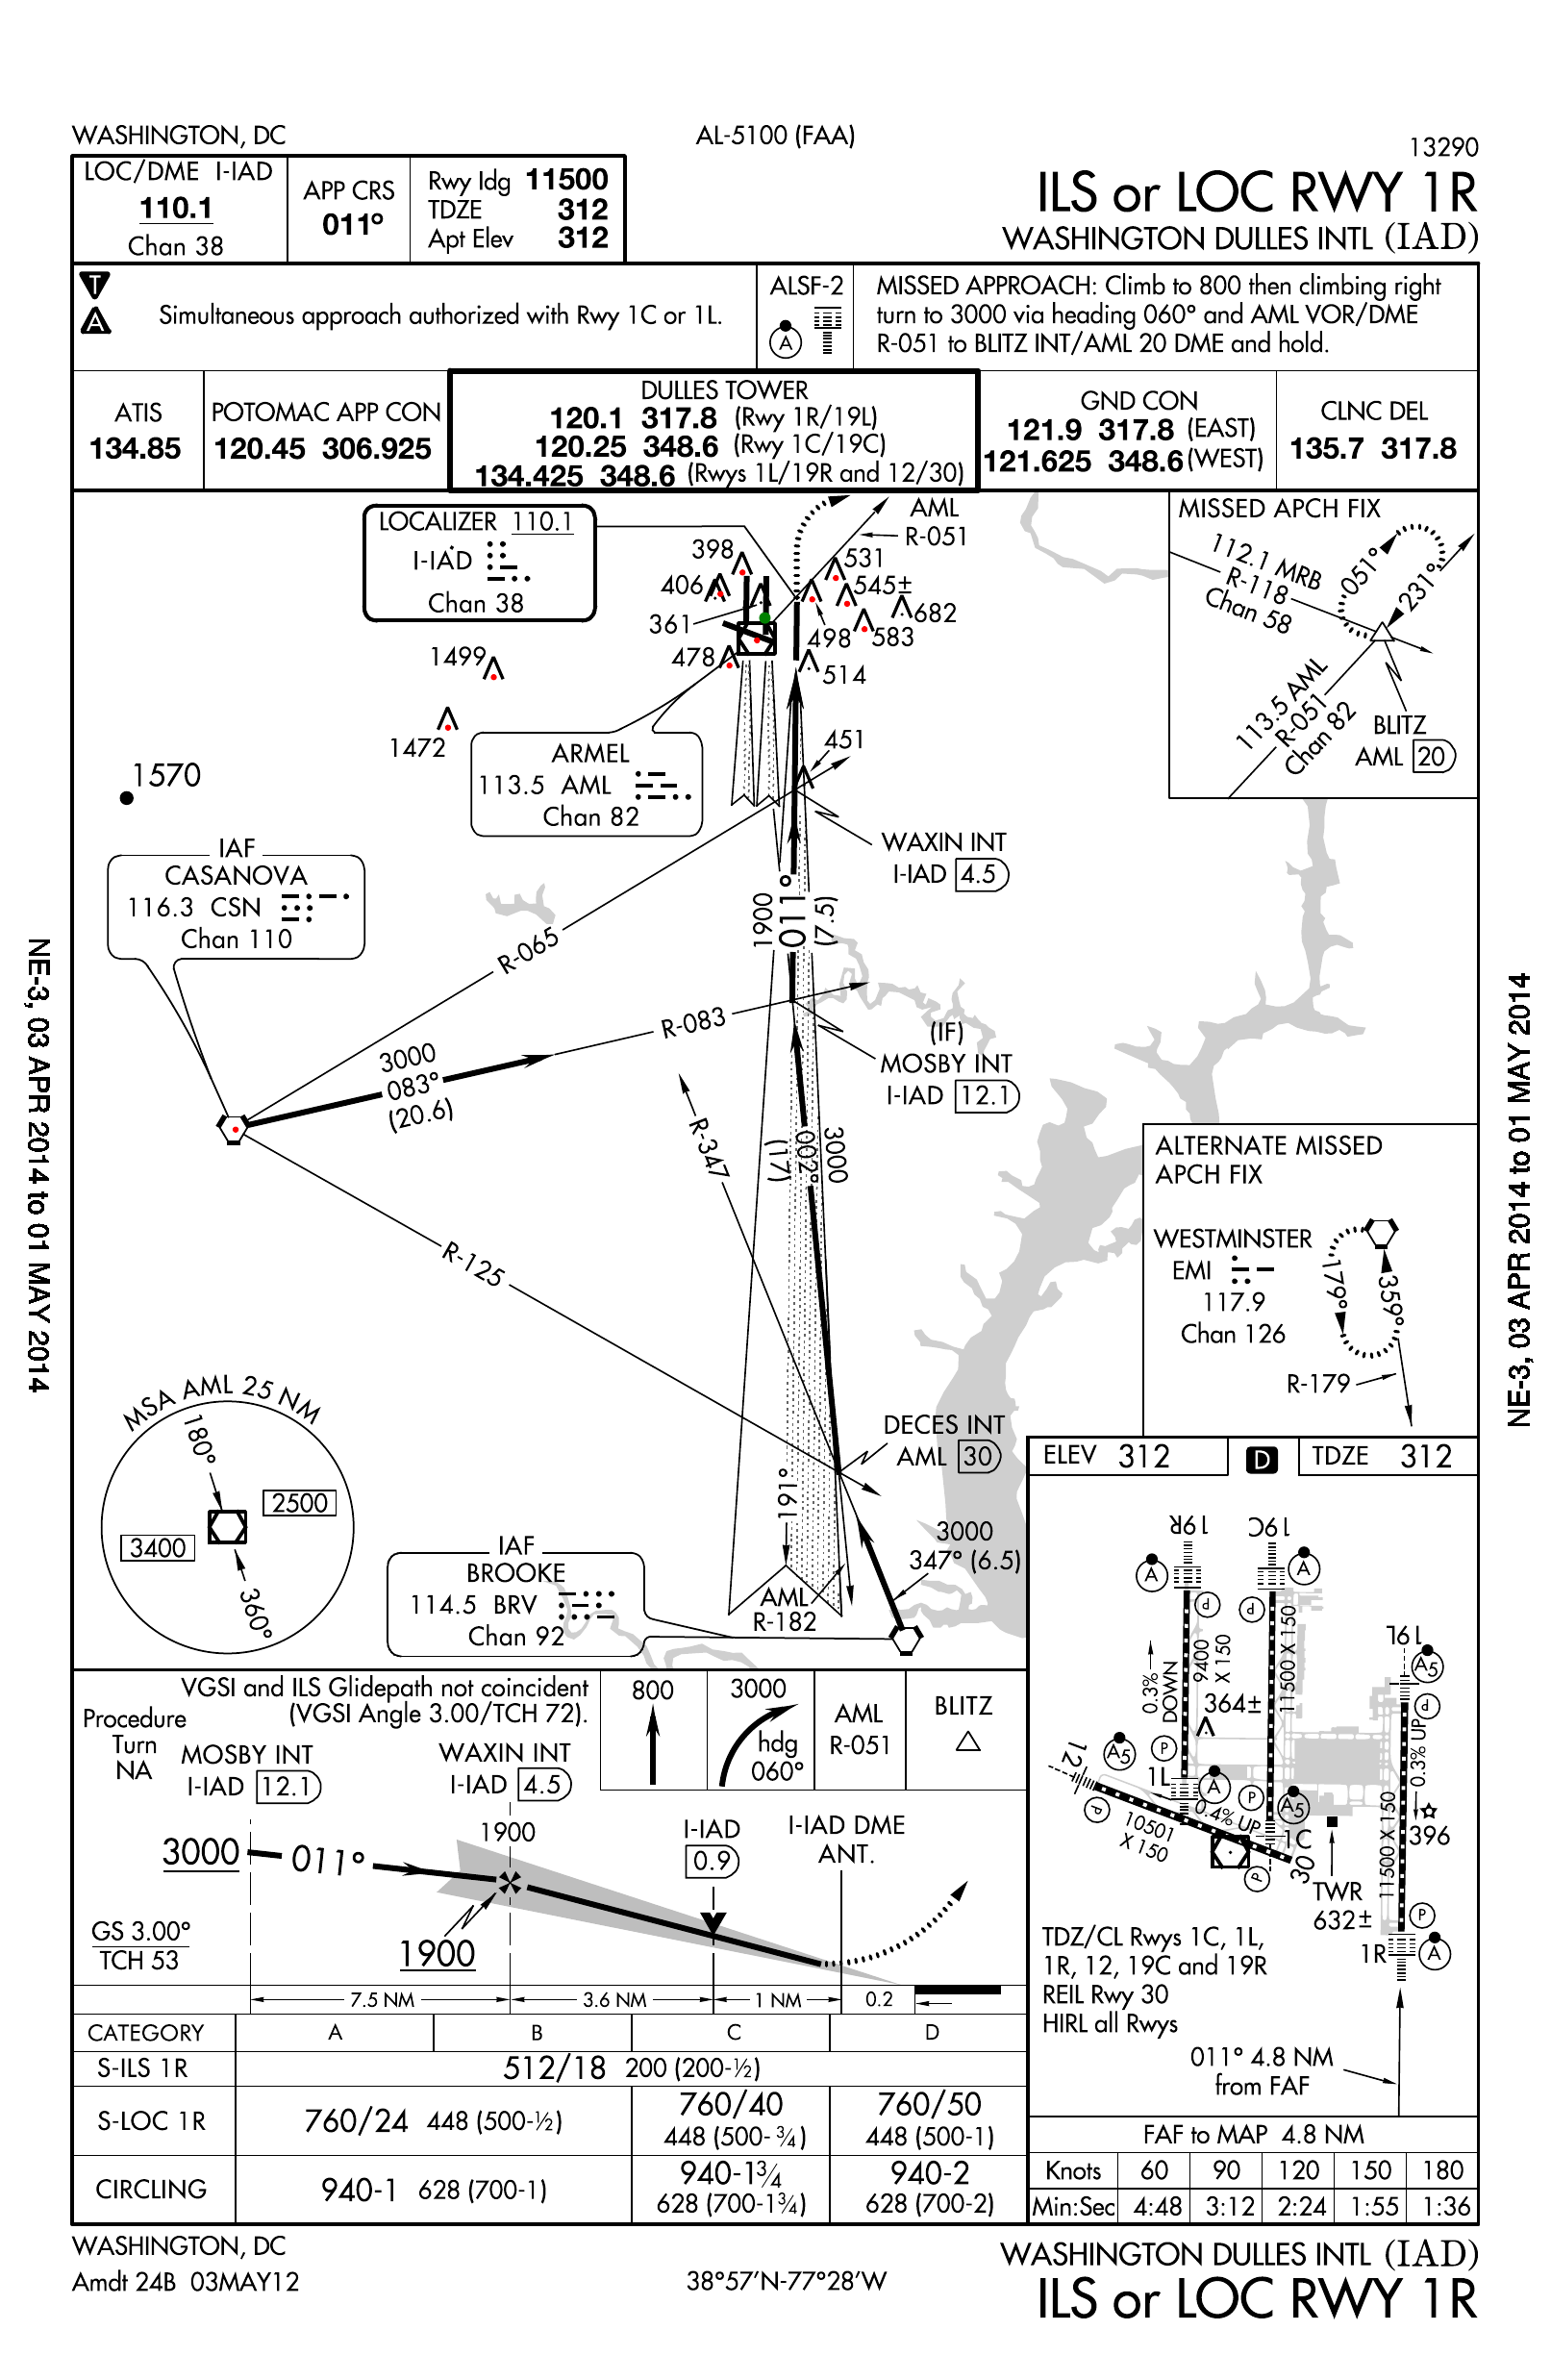 WASHINGTON, DC
AL-5100 (FAA)
13290
LOC/DME I-IAD
110.1
Chan 38
APP CRS
011°
Rwy ldg 11500
TDZE 312
Apt Elev 312
ILS or LOC RWY 1R
WASHINGTON DULLES INTL (IAD)
T
A
Simultaneous approach authorized with Rwy 1C or 1L.
ALSF-2
A
MISSED APPROACH: Climb to 800 then climbing right
turn to 3000 via heading 060° and AML VOR/DME
R-051 to BLITZ INT/AML 20 DME and hold.
ATIS
134.85
POTOMAC APP CON
120.45 306.925
DULLES TOWER
120.1 317.8 (Rwy 1R/19L)
120.25 348.6 (Rwy 1C/19C)
134.425 348.6 (Rwys 1L/19R and 12/30)
GND CON
121.9 317.8 (EAST)
121.625 348.6 (WEST)
CLNC DEL
135.7 317.8
LOCALIZER 110.1
I-IAD
Chan 38
AML
R-051
398
531
406
545±
361
682
498
583
478
514
1499
1472
1570
451
MISSED APCH FIX
112.1 MRB
R-118
Chan 58
051°
231°
113.5 AML
R-051
Chan 82
BLITZ
AML 20
ARMEL
113.5 AML
Chan 82
IAF
CASANOVA
116.3 CSN
Chan 110
WAXIN INT
I-IAD 4.5
1900
011°
(7.5)
R-065
R-083
3000
083°
(20.6)
(IF)
MOSBY INT
I-IAD 12.1
R-347
(17)
002°
3000
R-125
ALTERNATE MISSED
APCH FIX
WESTMINSTER
EMI
117.9
Chan 126
179°
359°
R-179
MSA AML 25 NM
180°
2500
3400
360°
DECES INT
AML 30
191°
3000
347° (6.5)
IAF
BROOKE
114.5 BRV
Chan 92
AML
R-182
ELEV 312
D
TDZE 312
19R
19C
A
A
P
P
9400
X 150
0.3%
DOWN
364±
11500 X 150
19L
A5
P
0.3% UP
12
A5
P
1L
A
P
A5
P
0.4% UP
10501
X 150
1C
30
P
TWR
632±
396
11500 X 150
P
1R
A
TDZ/CL Rwys 1C, 1L,
1R, 12, 19C and 19R
REIL Rwy 30
HIRL all Rwys
011° 4.8 NM
from FAF
FAF to MAP 4.8 NM
Knots 60 90 120 150 180
Min:Sec 4:48 3:12 2:24 1:55 1:36
VGSI and ILS Glidepath not coincident
(VGSI Angle 3.00/TCH 72).
Procedure
Turn
NA
MOSBY INT
I-IAD 12.1
WAXIN INT
I-IAD 4.5
800
3000
hdg
060°
AML
R-051
BLITZ
3000
011°
1900
1900
I-IAD
0.9
I-IAD DME
ANT.
GS 3.00°
TCH 53
7.5 NM
3.6 NM
1 NM
0.2
CATEGORY A B C D
S-ILS 1R 512/18 200 (200-½)
S-LOC 1R 760/24 448 (500-½)
760/40
448 (500-¾)
760/50
448 (500-1)
CIRCLING 940-1 628 (700-1)
940-1¾
628 (700-1¾)
940-2
628 (700-2)
WASHINGTON, DC
Amdt 24B 03MAY12
38°57'N-77°28'W
WASHINGTON DULLES INTL (IAD)
ILS or LOC RWY 1R
NE-3, 03 APR 2014 to 01 MAY 2014
NE-3, 03 APR 2014 to 01 MAY 2014